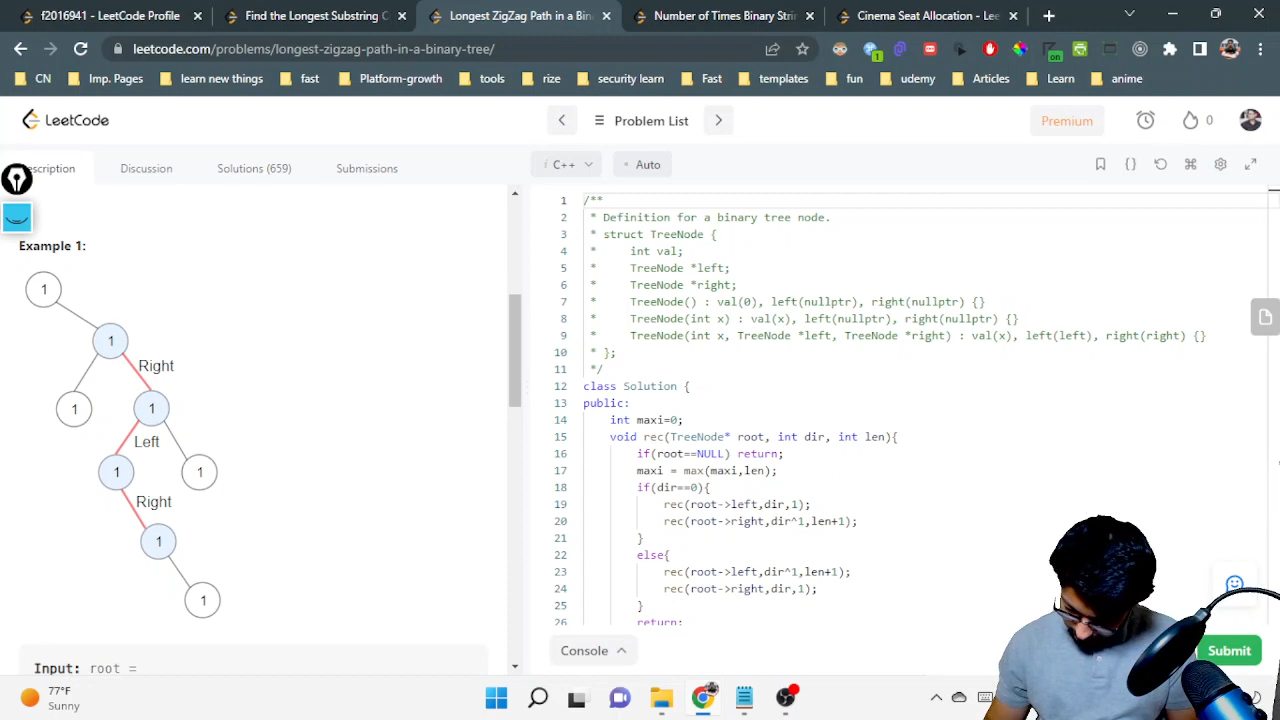 f2016941 - LeetCode Profile
Find the Longest Substring C
Longest ZigZag Path in a Bin
Number of Times Binary Strin
Cinema Seat Allocation - Lee
leetcode.com/problems/longest-zigzag-path-in-a-binary-tree/
1
on
CN
Imp. Pages
learn new things
fast
Platform-growth
tools
rise
security learn
Fast
templates
fun
udemy
Articles
Learn
anime
LeetCode
Problem List
Premium
0
escription
Discussion
Solutions (659)
Submissions
i C++
Auto
Example 1:
1
1
Right
1
1
Left
1
1
Right
1
1
Input: root =
1 /**
2 * Definition for a binary tree node.
3 * struct TreeNode {
4 * int val;
5 * TreeNode *left;
6 * TreeNode *right;
7 * TreeNode() : val(0), left(nullptr), right(nullptr) {}
8 * TreeNode(int x) : val(x), left(nullptr), right(nullptr) {}
9 * TreeNode(int x, TreeNode *left, TreeNode *right) : val(x), left(left), right(right) {}
10 * };
11 */
12 class Solution {
13 public:
14 int maxi=0;
15 void rec(TreeNode* root, int dir, int len){
16 if(root==NULL) return;
17 maxi = max(maxi,len);
18 if(dir==0){
19 rec(root->left,dir,1);
20 rec(root->right,dir^1,len+1);
21 }
22 else{
23 rec(root->left,dir^1,len+1);
24 rec(root->right,dir,1);
25 }
26 return;
Console
Submit
77°F
Sunny